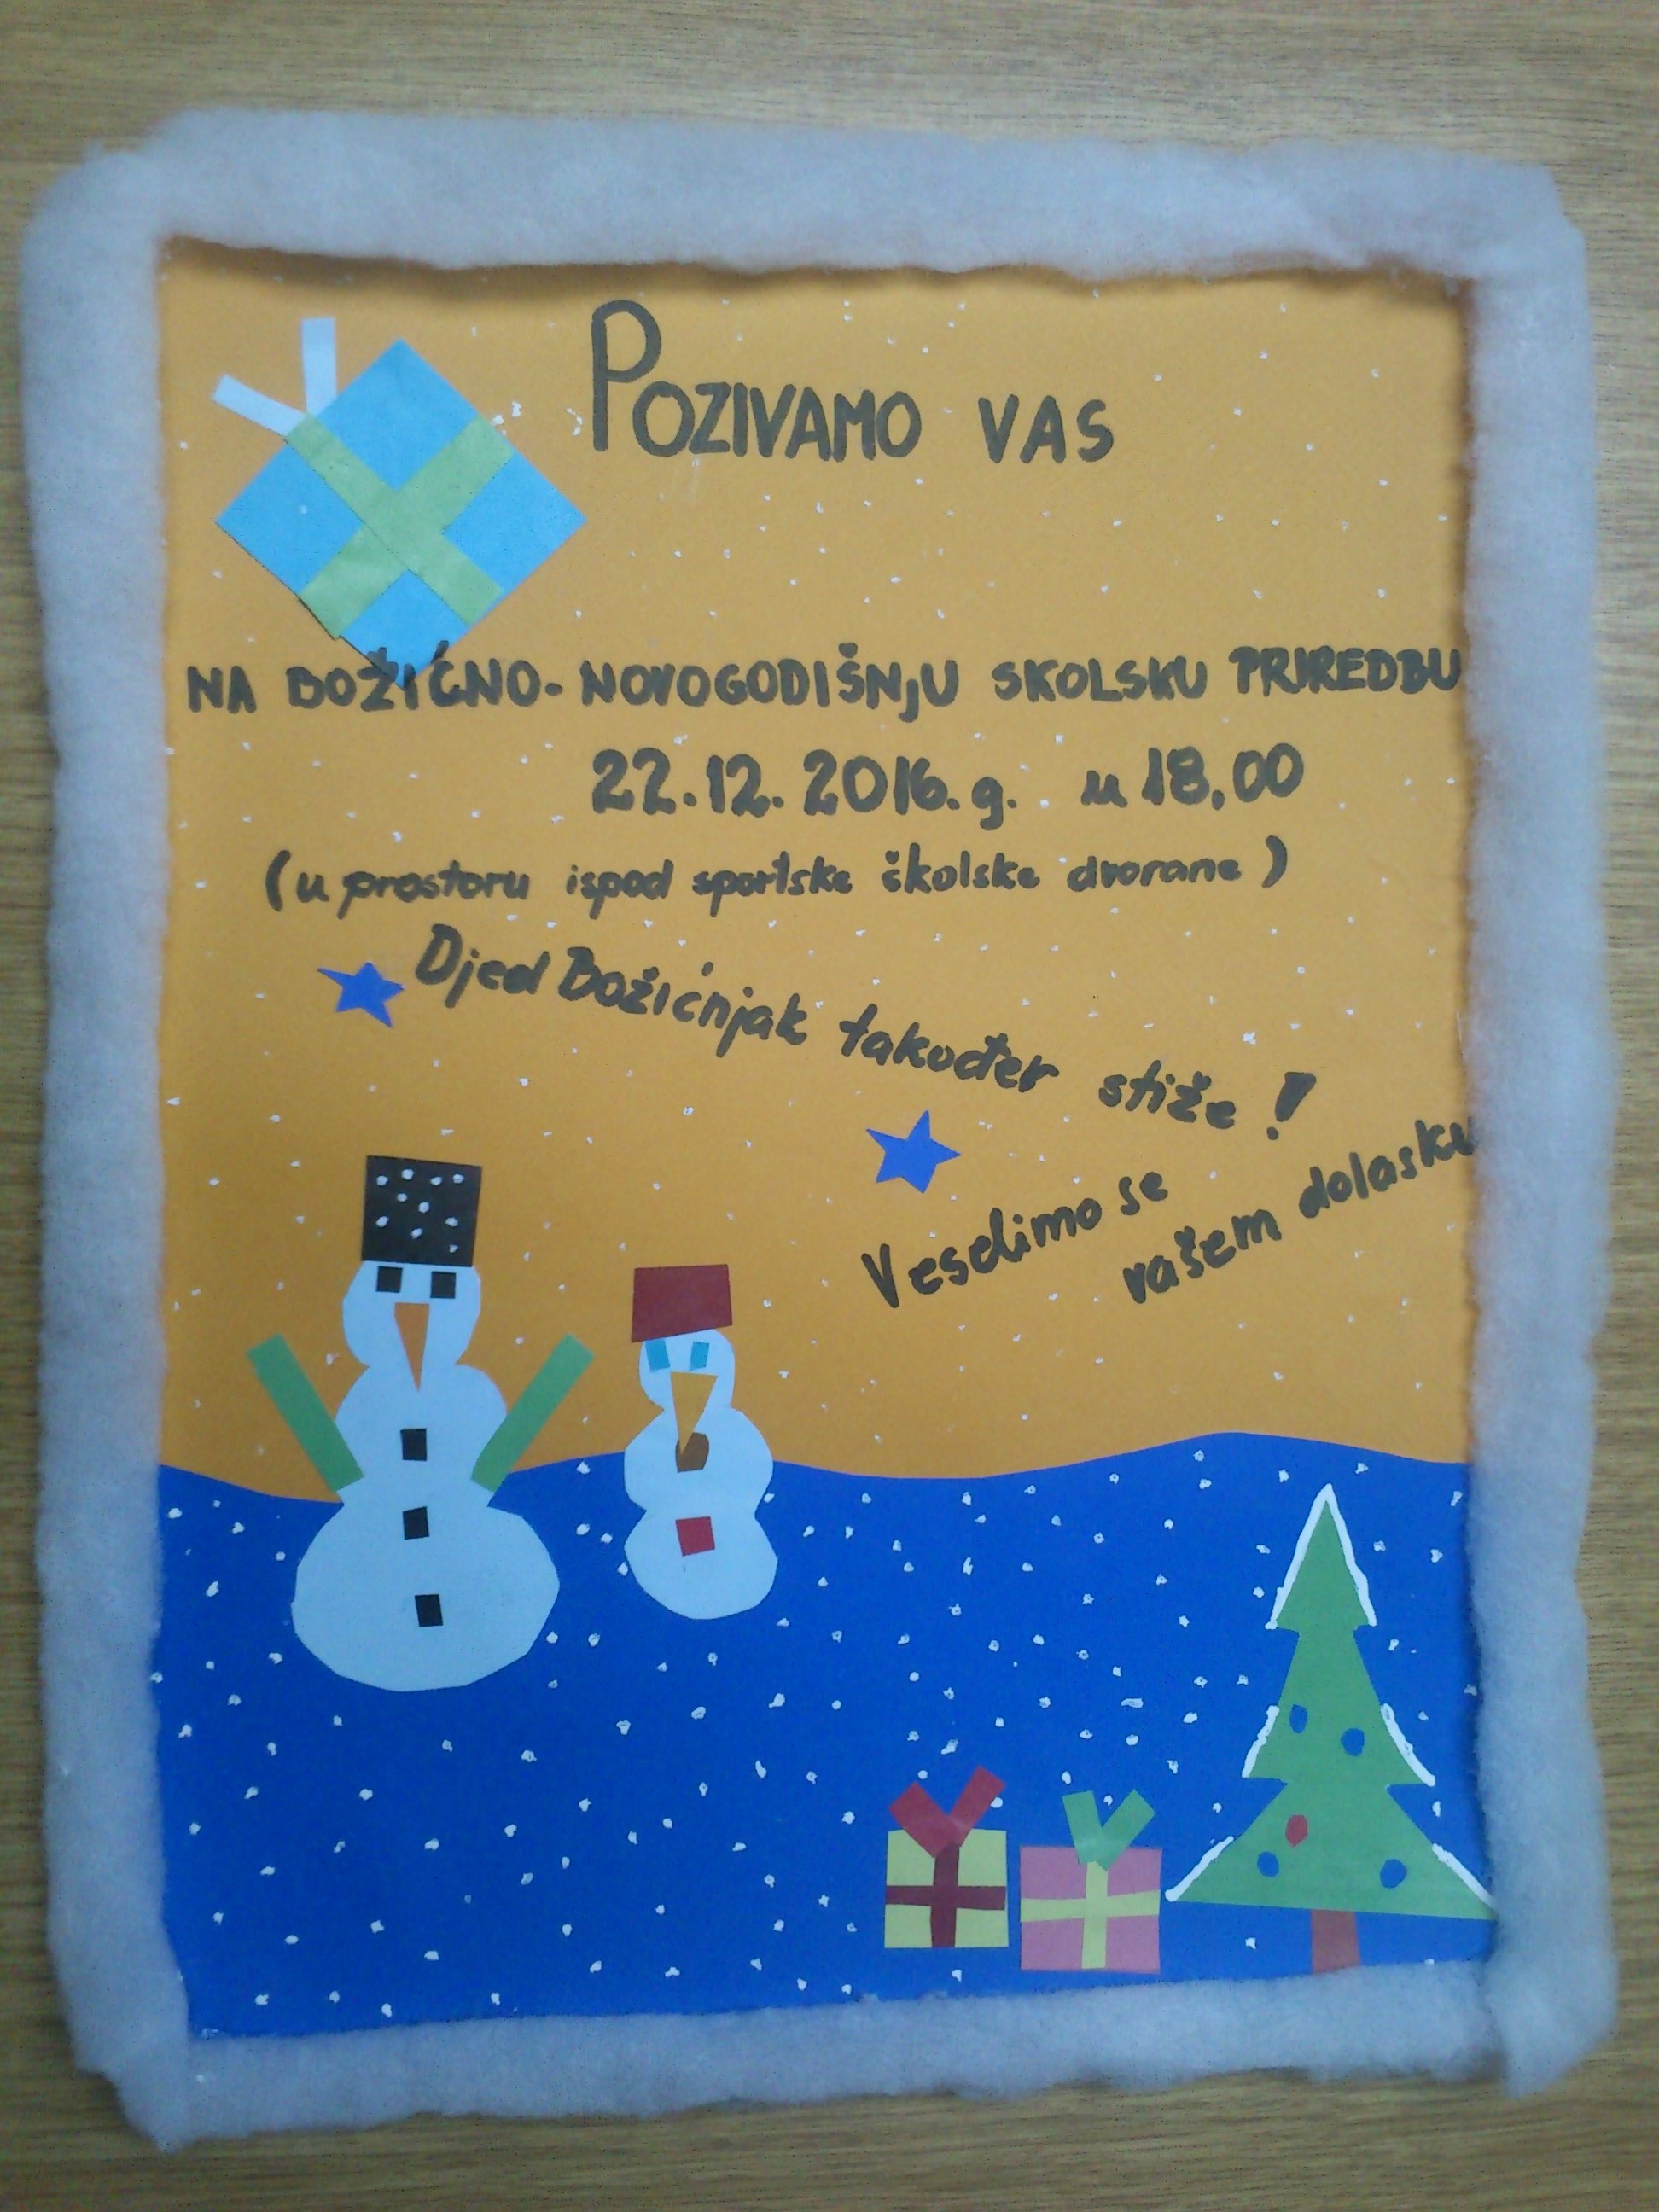 POZIVAMO VAS
NA BOŽIĆNO-NOVOGODIŠNJU SKOLSKU PRIREDBU
22.12.2016.g. u 18.00
(u prostoru ispod sportske školske dvorane)
Djed Božićnjak također stiže!
Veselimo se
vašem dolasku